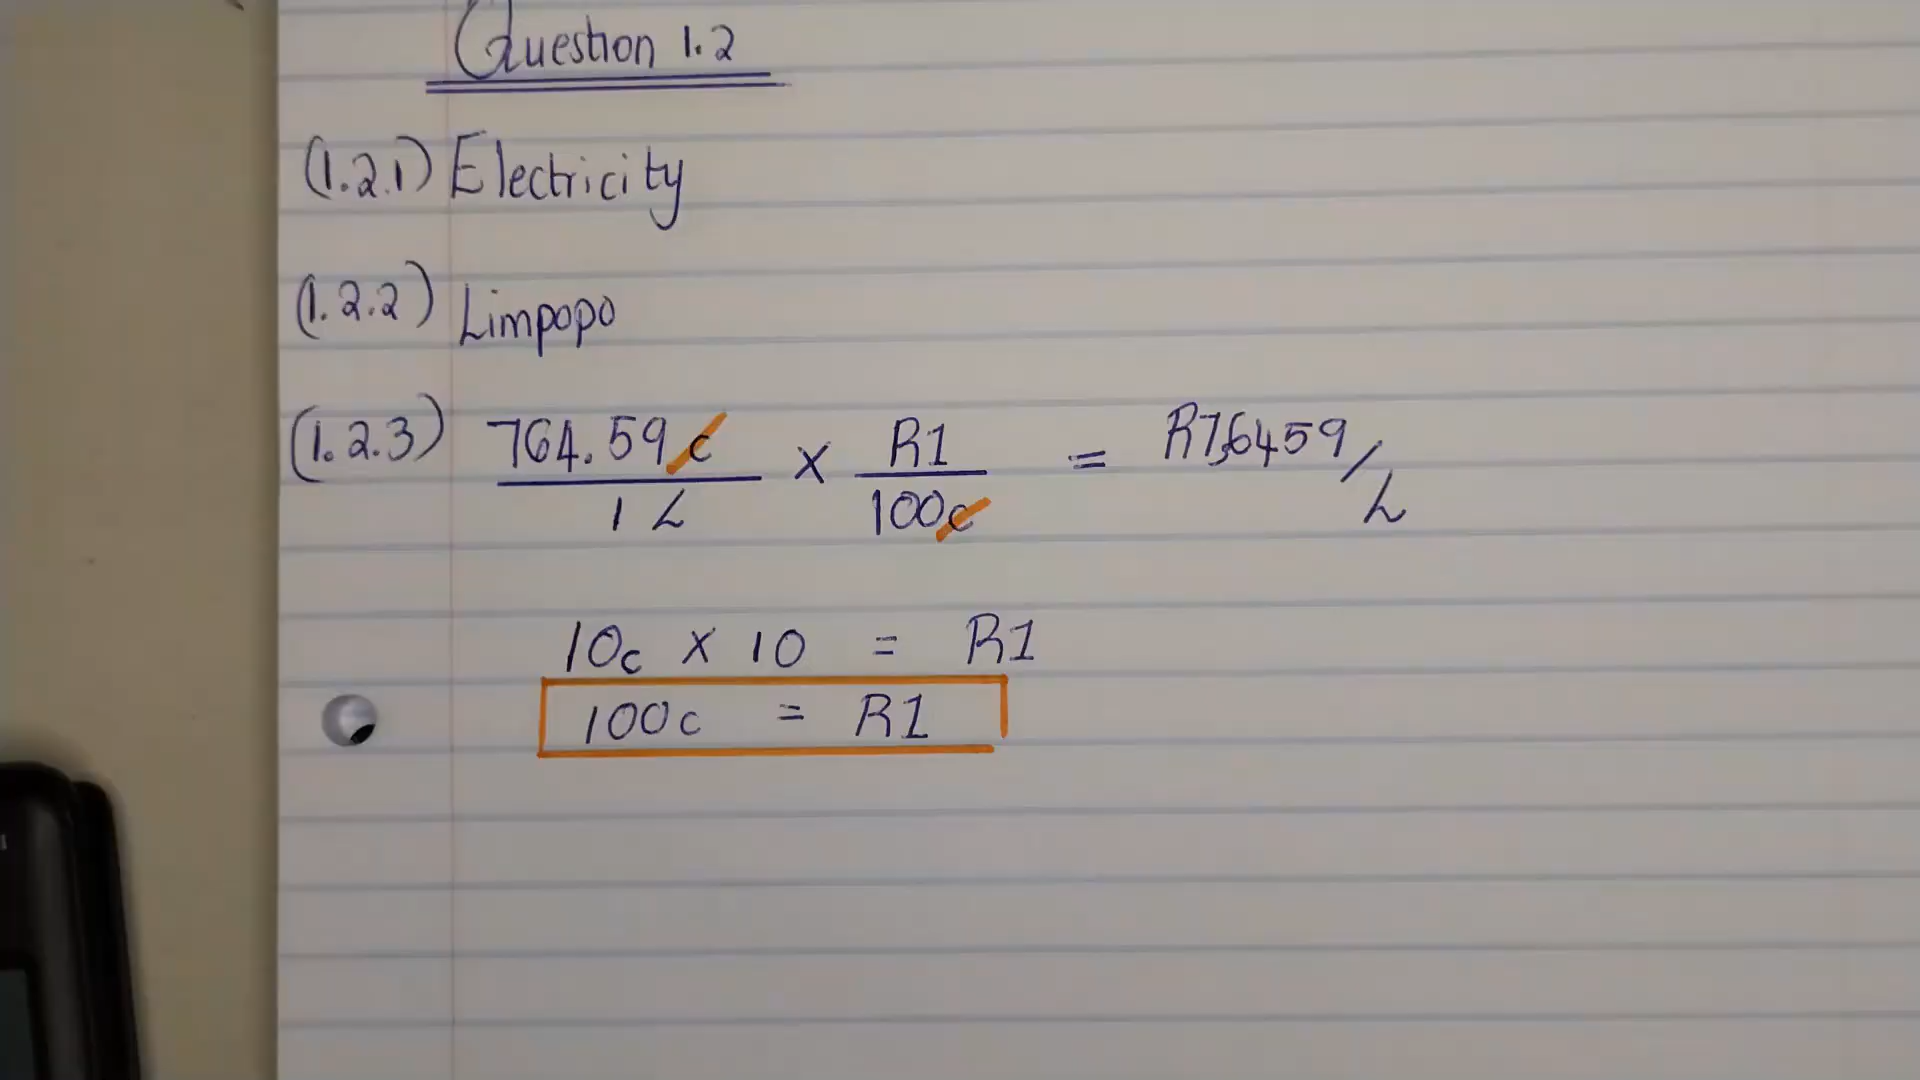 Question 1.2
(1.2.1) Electricity
(1.2.2) Limpopo
(1.2.3) 764.59c / 1 L × R1 / 100c = R7,6459/L
10c × 10 = R1
100c = R1